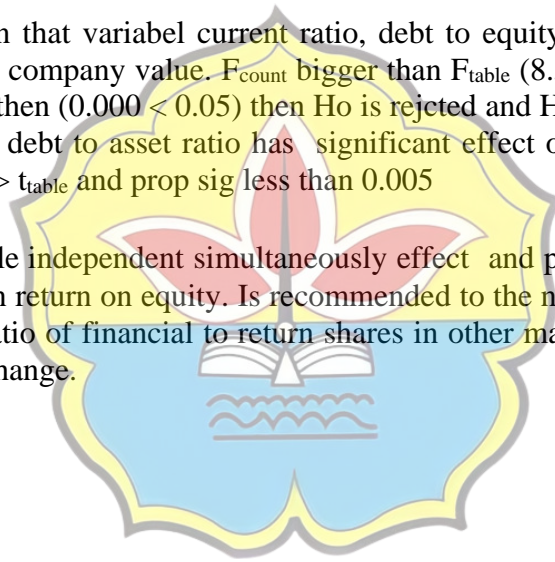 that variabel current ratio, debt to equity
company value. Fcount bigger than Ftable (8.
then (0.000 < 0.05) then Ho is rejcted and H
debt to asset ratio has significant effect o
> ttable and prop sig less than 0.005
le independent simultaneously effect and p
n return on equity. Is recommended to the n
atio of financial to return shares in other ma
hange.